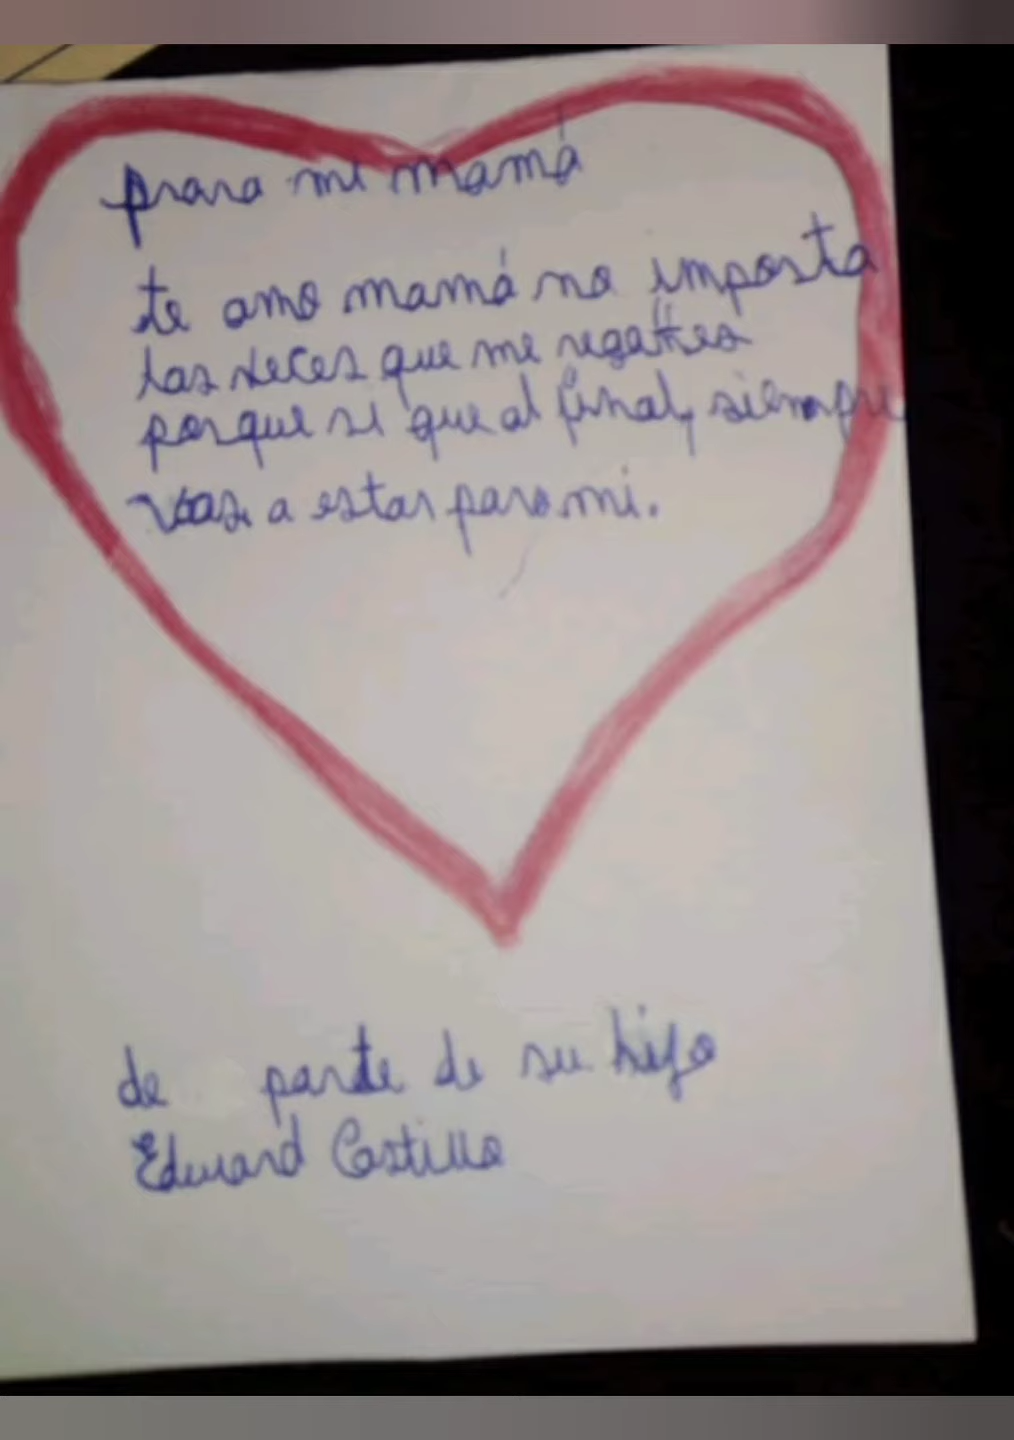 para mi mamá
te amo mamá no importa
las veces que me regañes
porque sé que al final, siempre
vas a estar para mi.
de parte de su hijo
Eduard Castillo